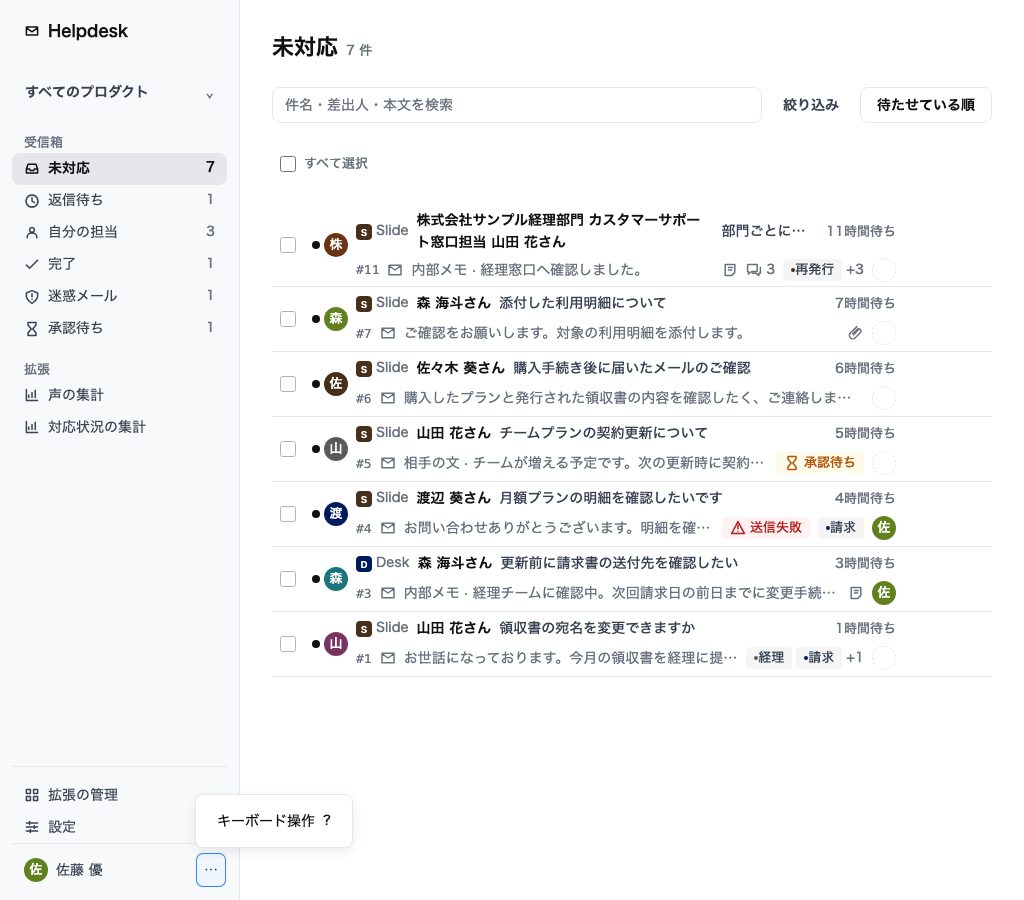 Helpdesk
すべてのプロダクト
受信箱
未対応 7
返信待ち 1
自分の担当 3
完了 1
迷惑メール 1
承認待ち 1
拡張
声の集計
対応状況の集計
拡張の管理
設定
佐 佐藤 優 …
キーボード操作 ?
未対応 7 件
件名・差出人・本文を検索 絞り込み 待たせている順
すべて選択
株 S Slide 株式会社サンプル経理部門 カスタマーサポー
ト窓口担当 山田 花さん 部門ごとに… 11時間待ち
#11 内部メモ · 経理窓口へ確認しました。 3 •再発行 +3
森 S Slide 森 海斗さん 添付した利用明細について 7時間待ち
#7 ご確認をお願いします。対象の利用明細を添付します。
佐 S Slide 佐々木 葵さん 購入手続き後に届いたメールのご確認 6時間待ち
#6 購入したプランと発行された領収書の内容を確認したく、ご連絡しま…
山 S Slide 山田 花さん チームプランの契約更新について 5時間待ち
#5 相手の文 · チームが増える予定です。次の更新時に契約… 承認待ち
渡 S Slide 渡辺 葵さん 月額プランの明細を確認したいです 4時間待ち
#4 お問い合わせありがとうございます。明細を確… 送信失敗 •請求 佐
森 D Desk 森 海斗さん 更新前に請求書の送付先を確認したい 3時間待ち
#3 内部メモ · 経理チームに確認中。次回請求日の前日までに変更手続… 佐
山 S Slide 山田 花さん 領収書の宛名を変更できますか 1時間待ち
#1 お世話になっております。今月の領収書を経理に提… •経理 •請求 +1